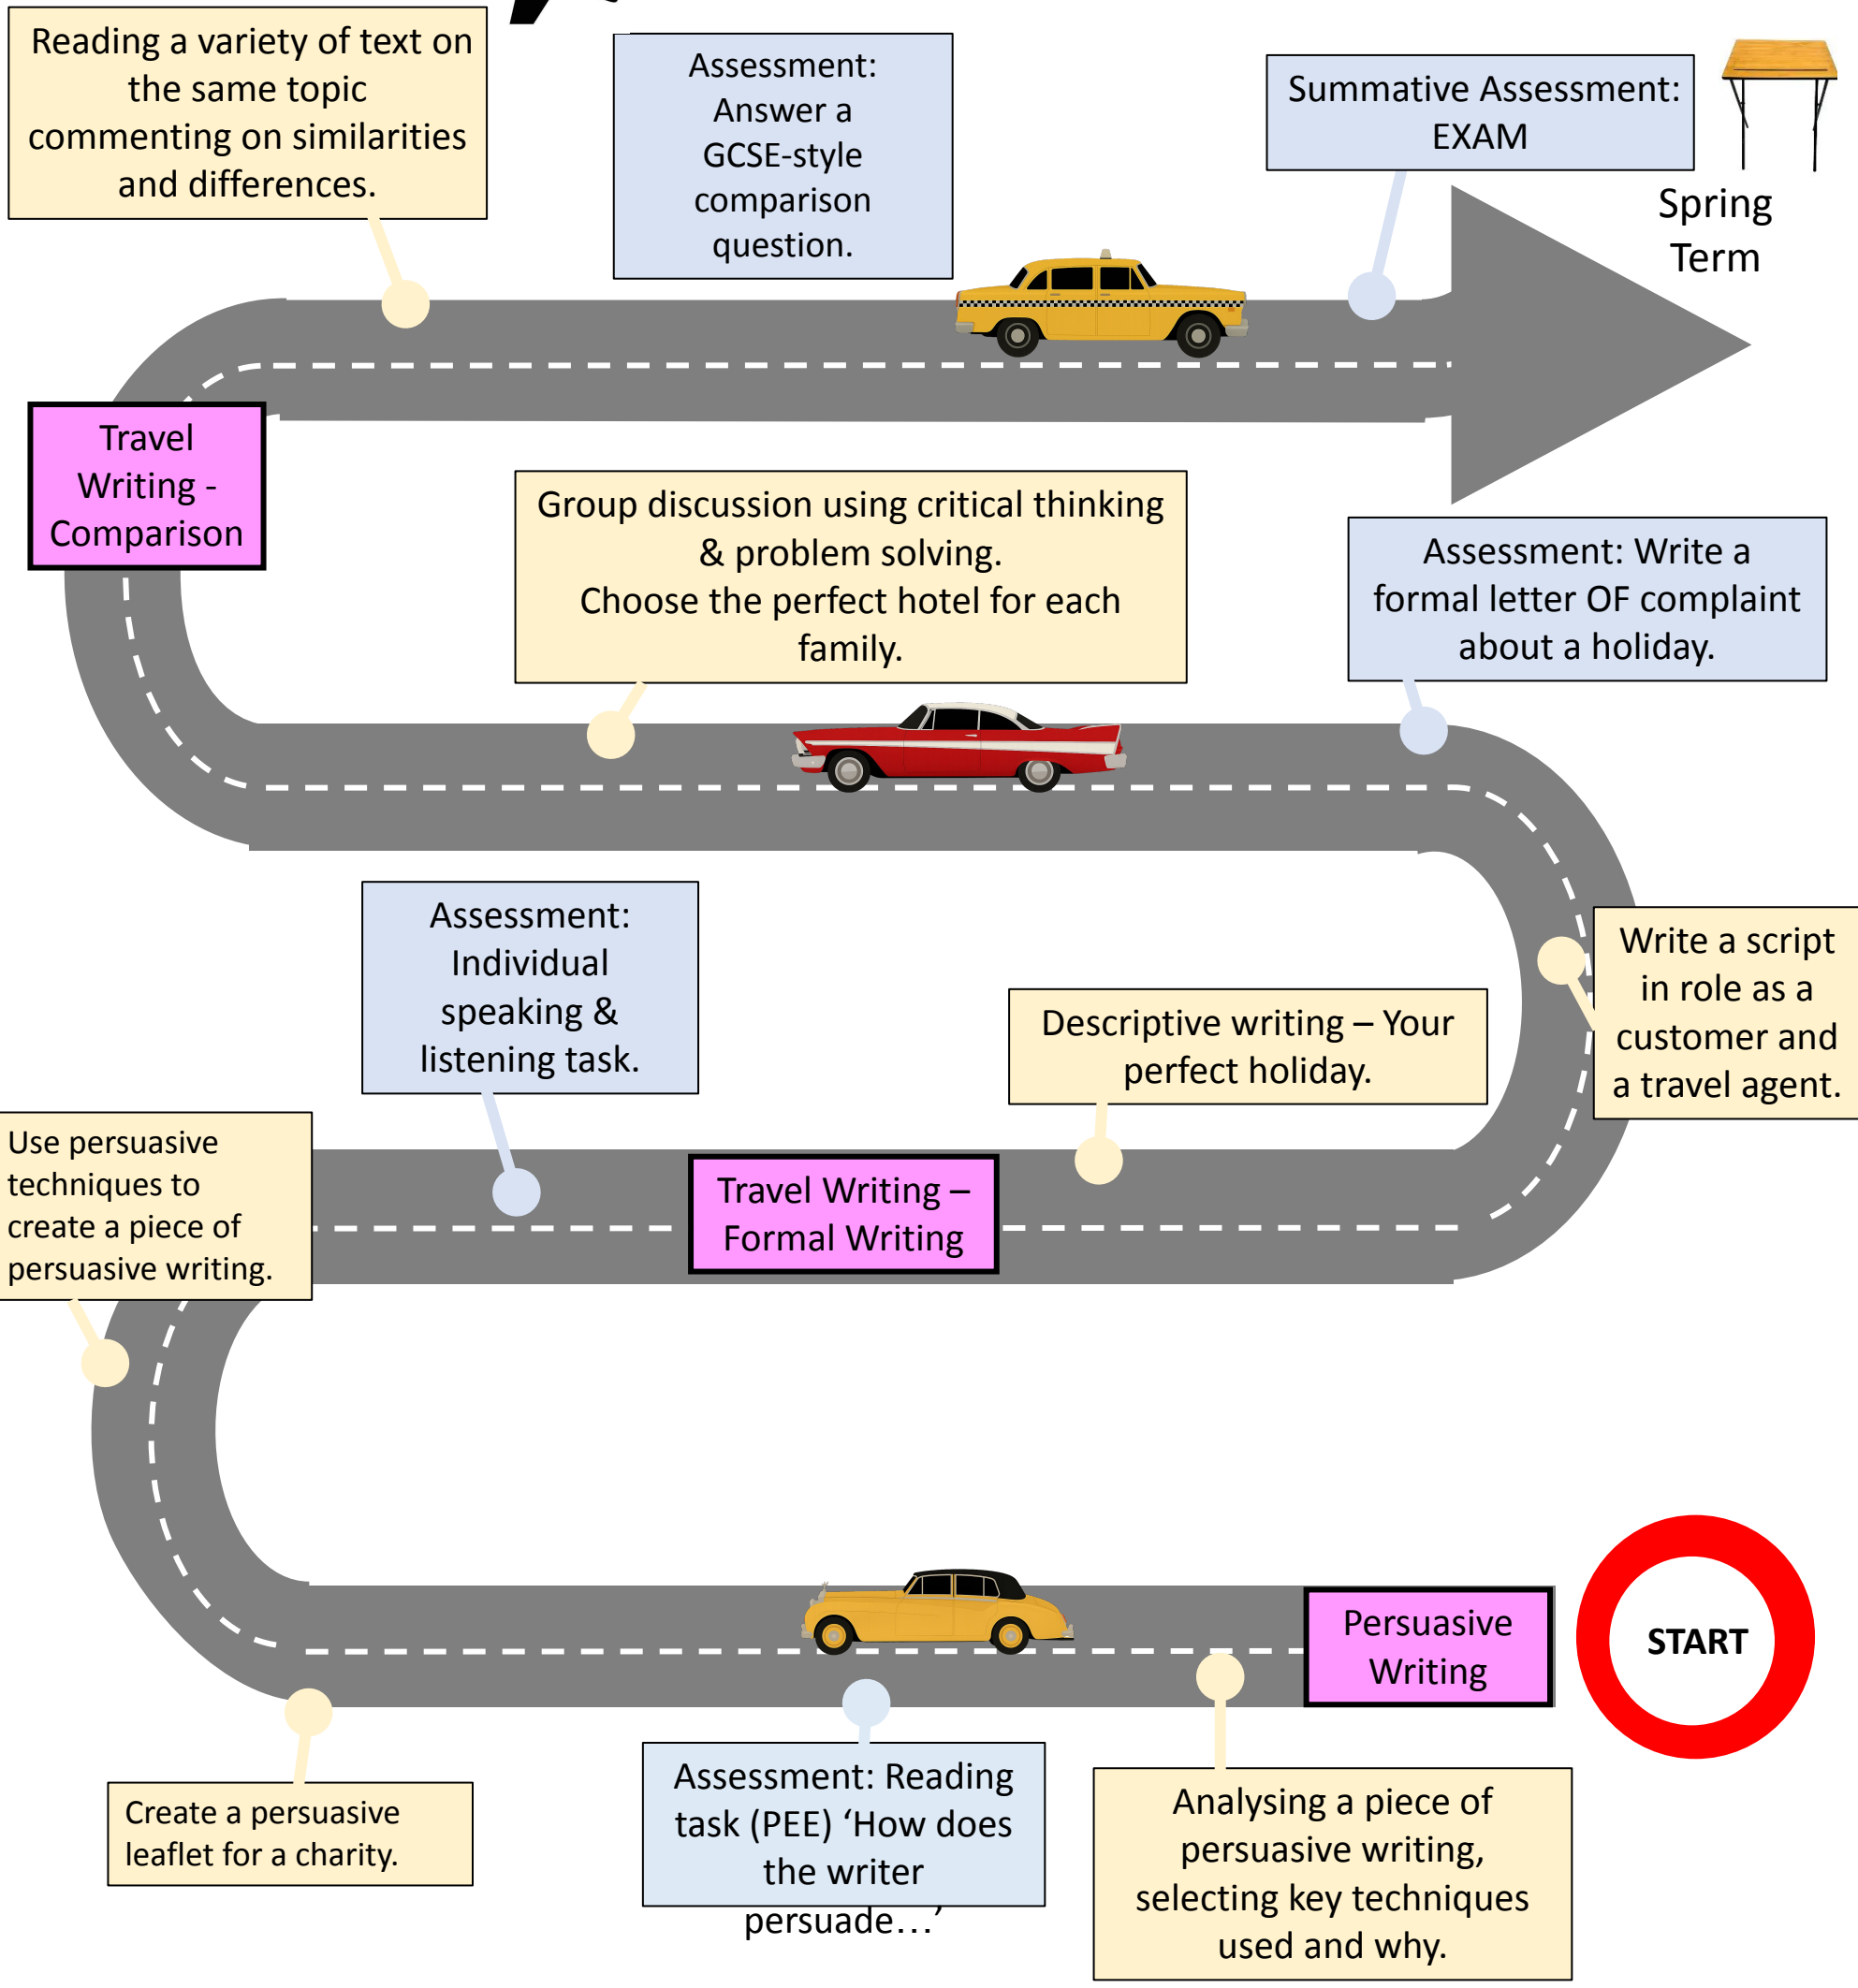 Reading a variety of text on
the same topic
commenting on similarities
and differences.
Assessment:
Answer a
GCSE-style
comparison
question.
Summative Assessment:
EXAM
Spring
Term
Travel
Writing -
Comparison
Group discussion using critical thinking
& problem solving.
Choose the perfect hotel for each
family.
Assessment: Write a
formal letter OF complaint
about a holiday.
Assessment:
Individual
speaking &
listening task.
Write a script
in role as a
customer and
a travel agent.
Descriptive writing – Your
perfect holiday.
Use persuasive
techniques to
create a piece of
persuasive writing.
Travel Writing –
Formal Writing
Persuasive
Writing
START
Create a persuasive
leaflet for a charity.
Assessment: Reading
task (PEE) ‘How does
the writer
persuade…’
Analysing a piece of
persuasive writing,
selecting key techniques
used and why.